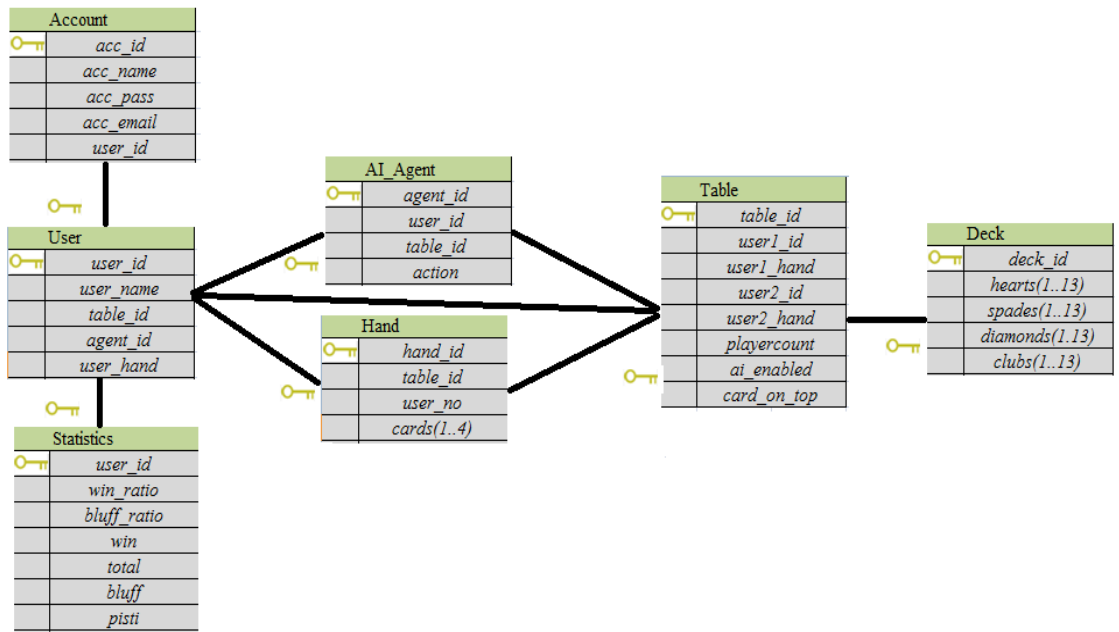 Account
acc_id
acc_name
acc_pass
acc_email
user_id
User
user_id
user_name
table_id
agent_id
user_hand
Statistics
user_id
win_ratio
bluff_ratio
win
total
bluff
pisti
AI_Agent
agent_id
user_id
table_id
action
Hand
hand_id
table_id
user_no
cards(1..4)
Table
table_id
user1_id
user1_hand
user2_id
user2_hand
playercount
ai_enabled
card_on_top
Deck
deck_id
hearts(1..13)
spades(1..13)
diamonds(1.13)
clubs(1..13)